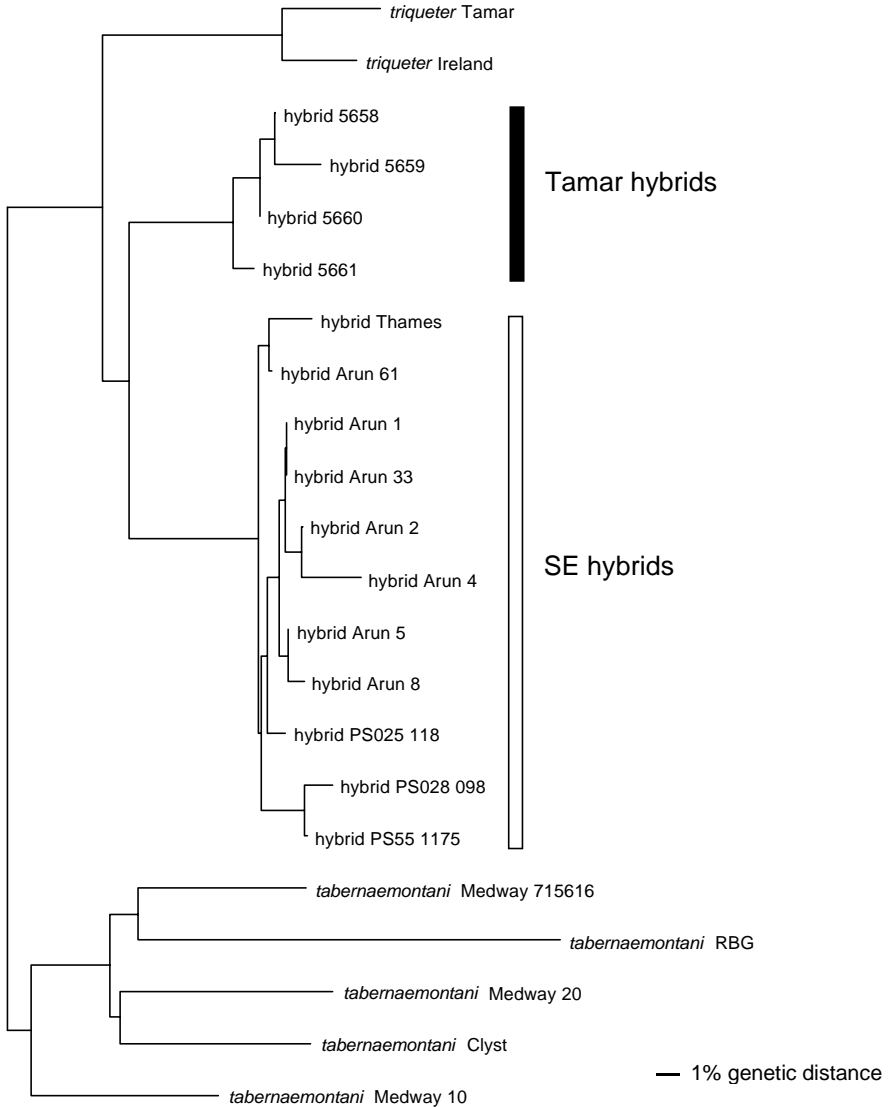 triqueter Tamar
triqueter Ireland
hybrid 5658
hybrid 5659
Tamar hybrids
hybrid 5660
hybrid 5661
hybrid Thames
hybrid Arun 61
hybrid Arun 1
hybrid Arun 33
hybrid Arun 2
SE hybrids
hybrid Arun 4
hybrid Arun 5
hybrid Arun 8
hybrid PS025 118
hybrid PS028 098
hybrid PS55 1175
tabernaemontani Medway 715616
tabernaemontani RBG
tabernaemontani Medway 20
tabernaemontani Clyst
1% genetic distance
tabernaemontani Medway 10